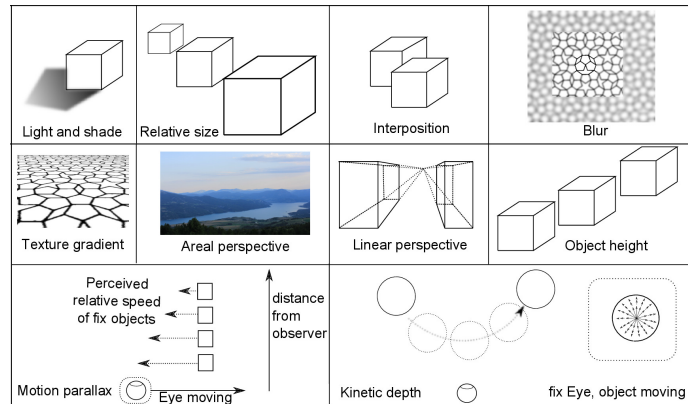 Light and shade
Relative size
Interposition
Blur
Texture gradient
Areal perspective
Linear perspective
Object height
Perceived
relative speed
of fix objects
distance
from
observer
Motion parallax
Eye moving
Kinetic depth
fix Eye, object moving